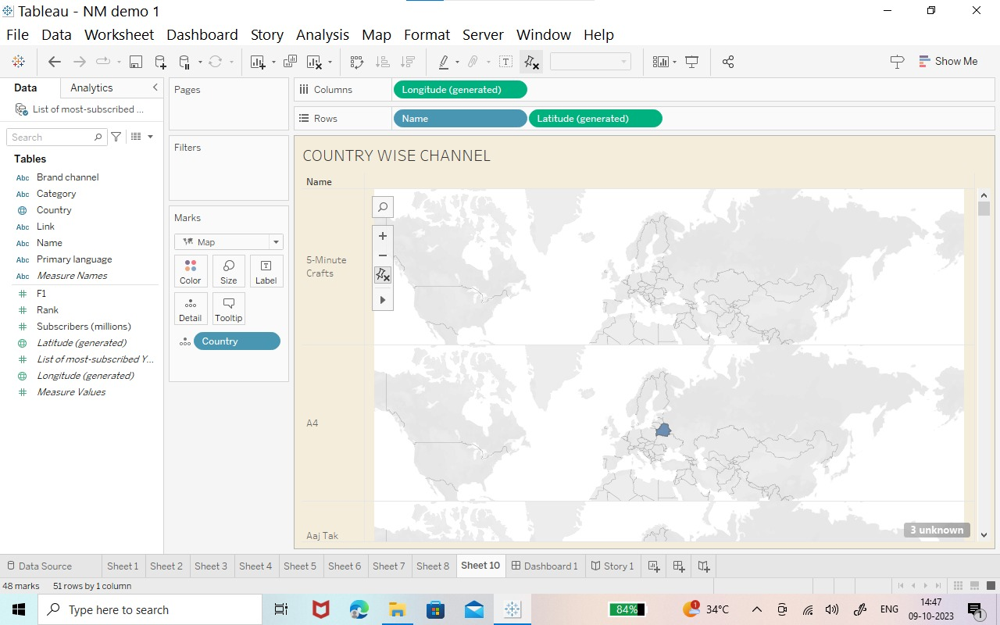 Tableau - NM demo 1
File Data Worksheet Dashboard Story Analysis Map Format Server Window Help
Show Me
Data Analytics
List of most-subscribed ...
Search
Tables
Abc Brand channel
Abc Category
Country
Abc Link
Abc Name
Abc Primary language
Abc Measure Names
# F1
# Rank
# Subscribers (millions)
Latitude (generated)
# List of most-subscribed Y...
Longitude (generated)
# Measure Values
Pages
Filters
Marks
Map
Color Size Label
Detail Tooltip
Country
Columns Longitude (generated)
Rows Name Latitude (generated)
COUNTRY WISE CHANNEL
Name
5-Minute
Crafts
A4
Aaj Tak
3 unknown
Data Source Sheet 1 Sheet 2 Sheet 3 Sheet 4 Sheet 5 Sheet 6 Sheet 7 Sheet 8 Sheet 10 Dashboard 1 Story 1
48 marks 51 rows by 1 column
Type here to search
84%
1
34°C
ENG
14:47
09-10-2023
1